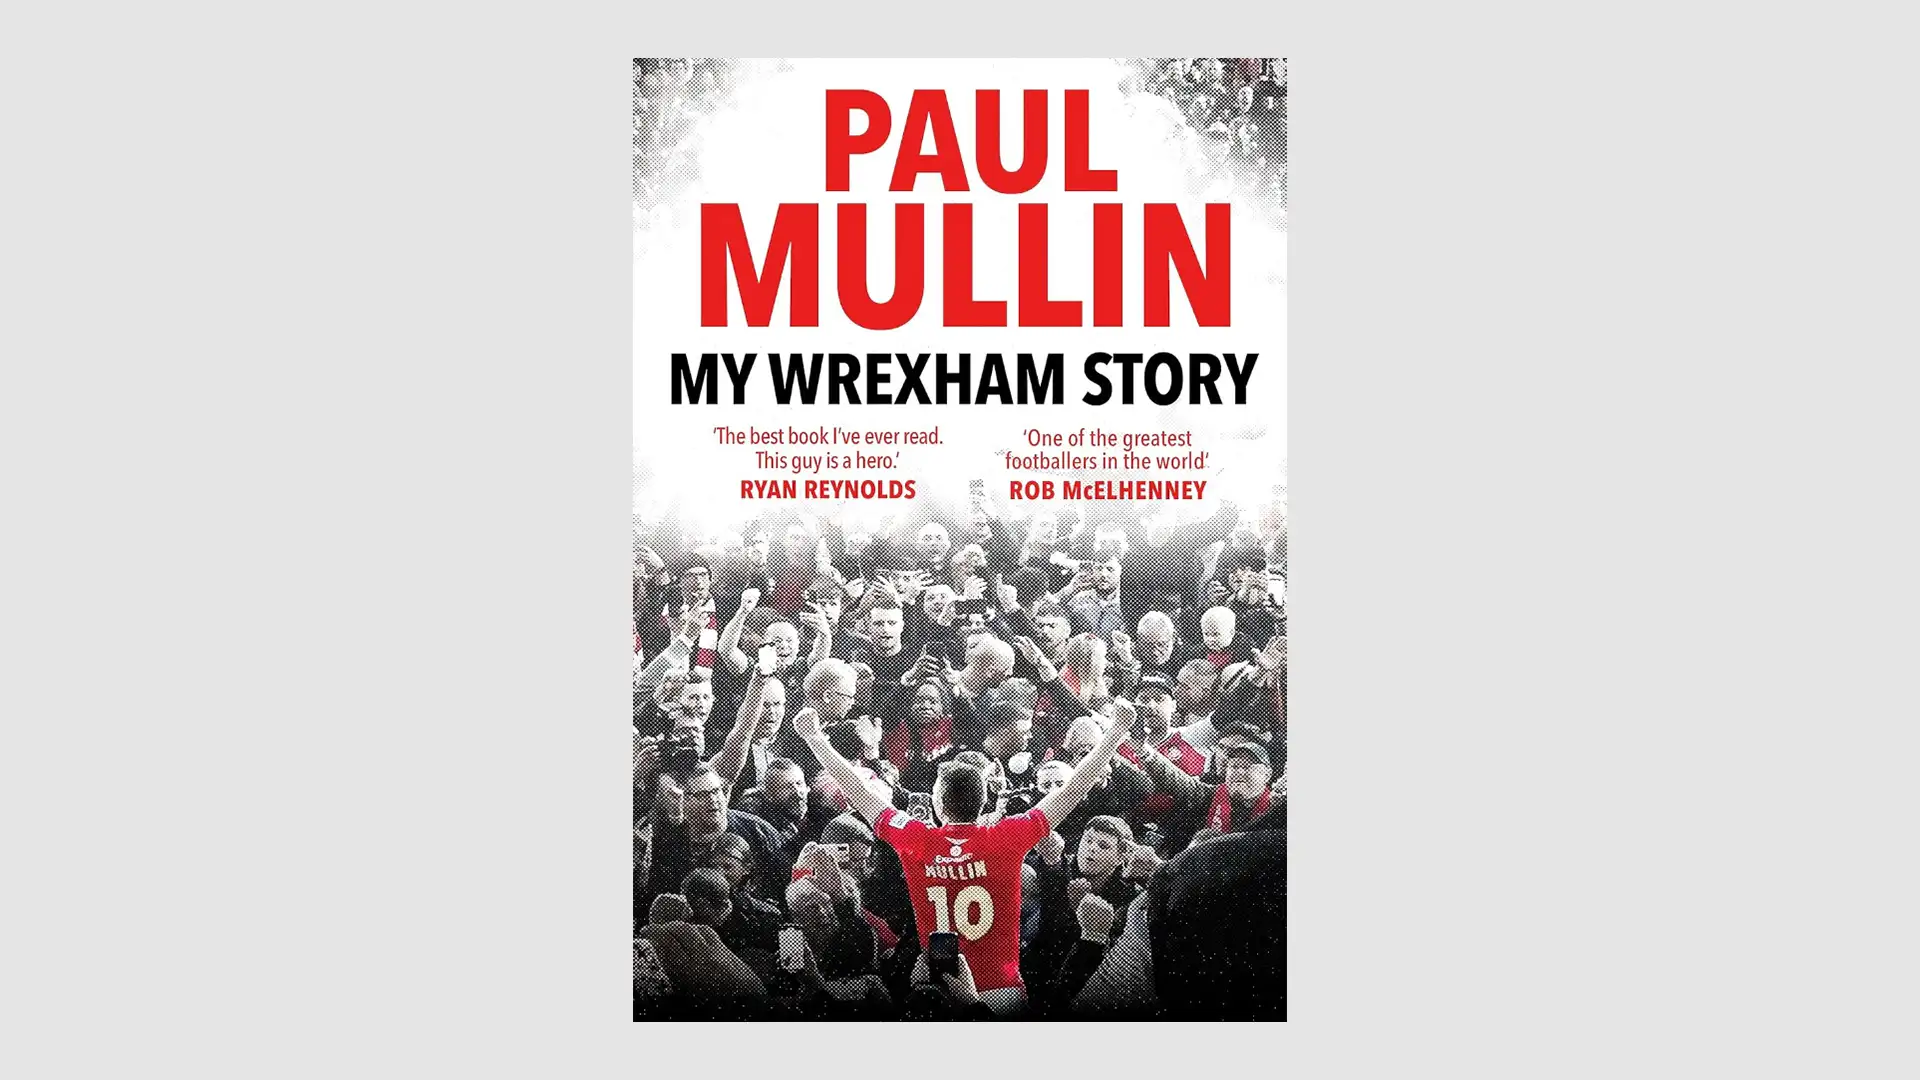 PAUL
MULLIN
MY WREXHAM STORY
‘The best book I’ve ever read.
This guy is a hero.’
RYAN REYNOLDS
‘One of the greatest
footballers in the world’
ROB McELHENNEY
Expedia
MULLIN
10